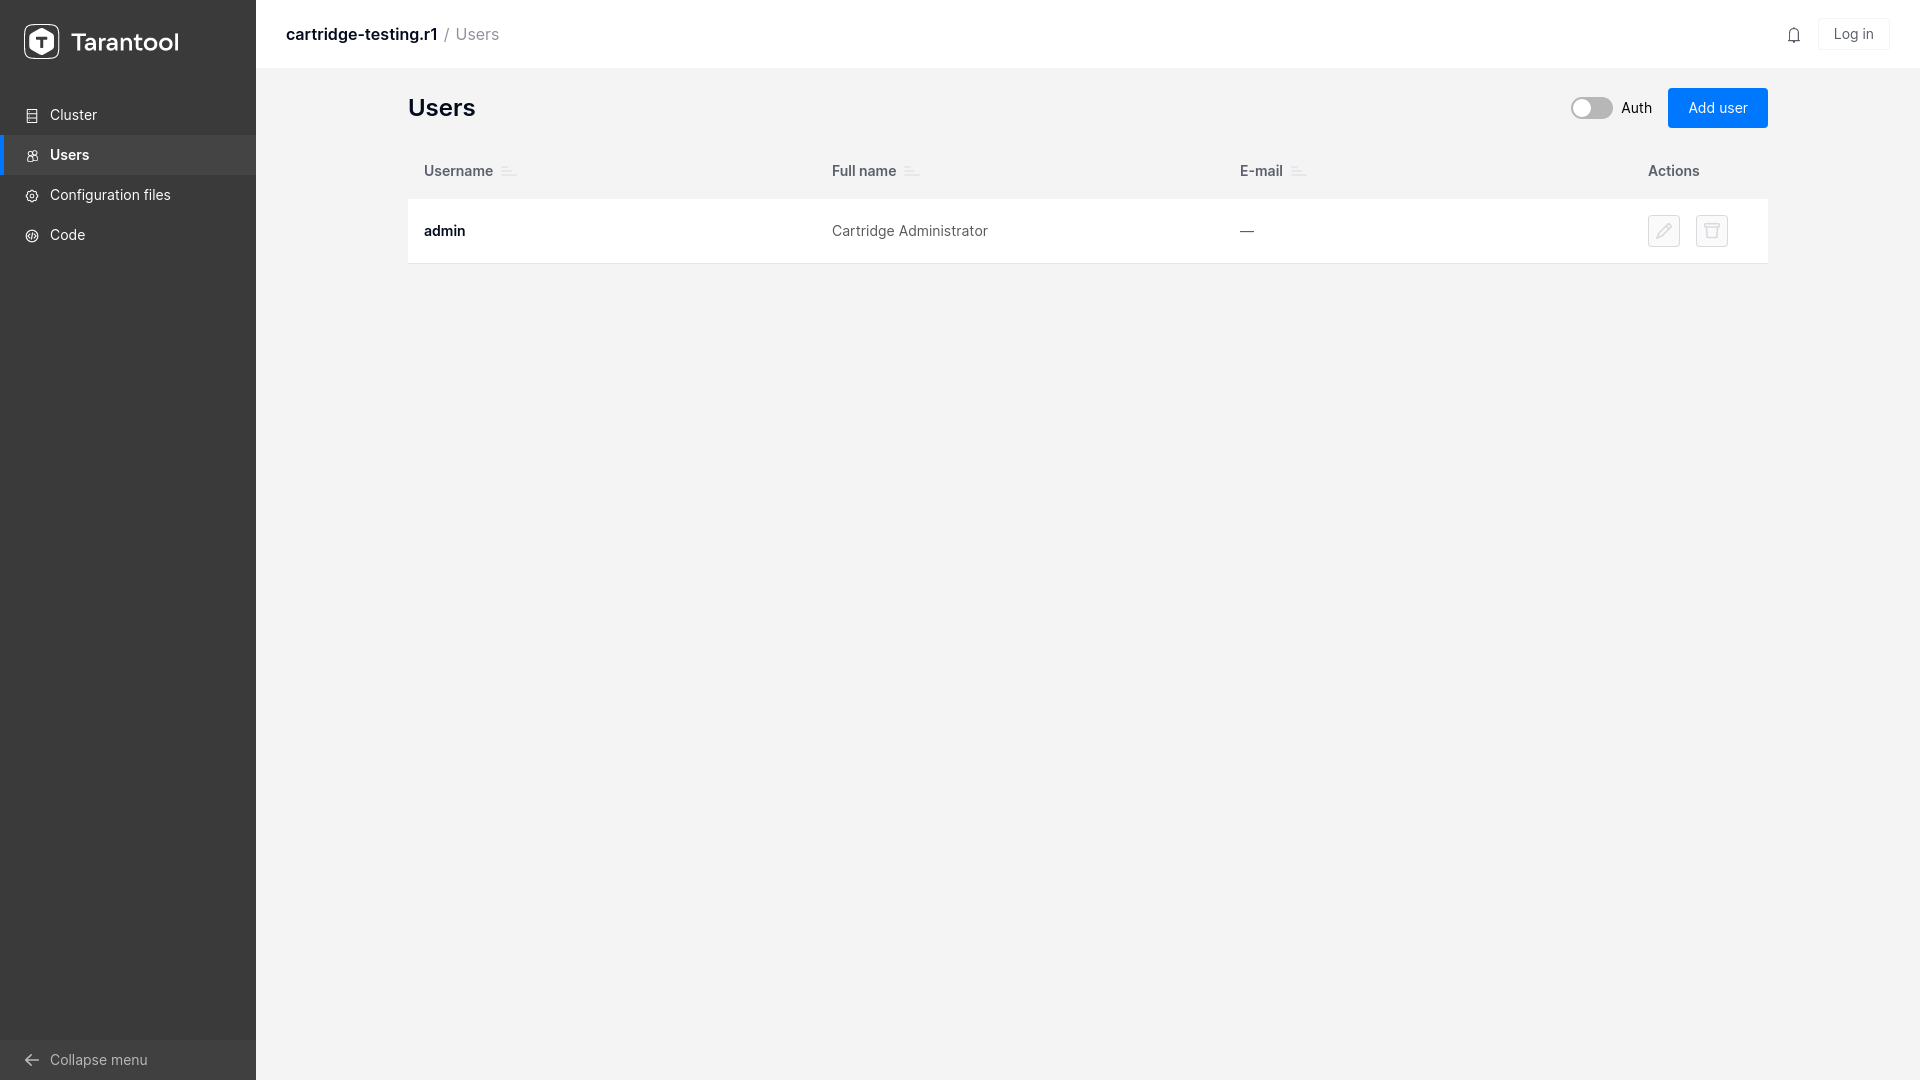 Tarantool
cartridge-testing.r1 / Users
Log in
Cluster
Users
Configuration files
Code
Collapse menu
Users
Auth
Add user
Username Full name E-mail Actions
admin Cartridge Administrator —